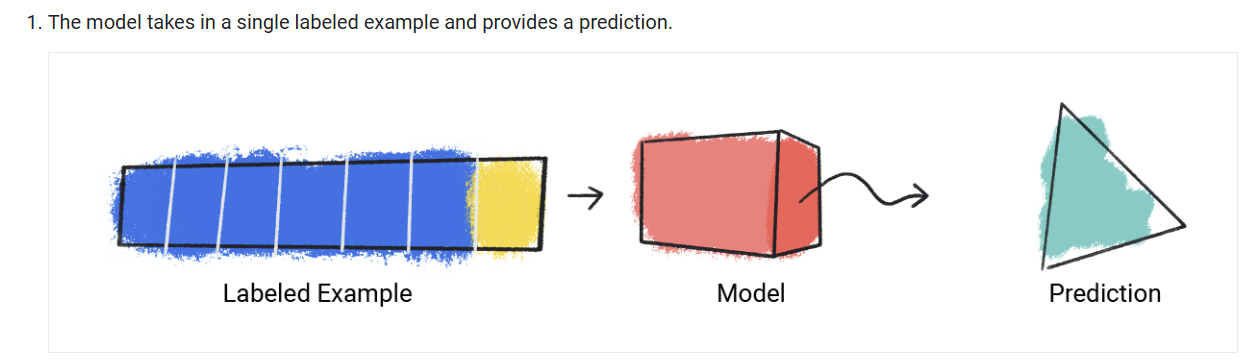 1. The model takes in a single labeled example and provides a prediction.
Labeled Example
Model
Prediction